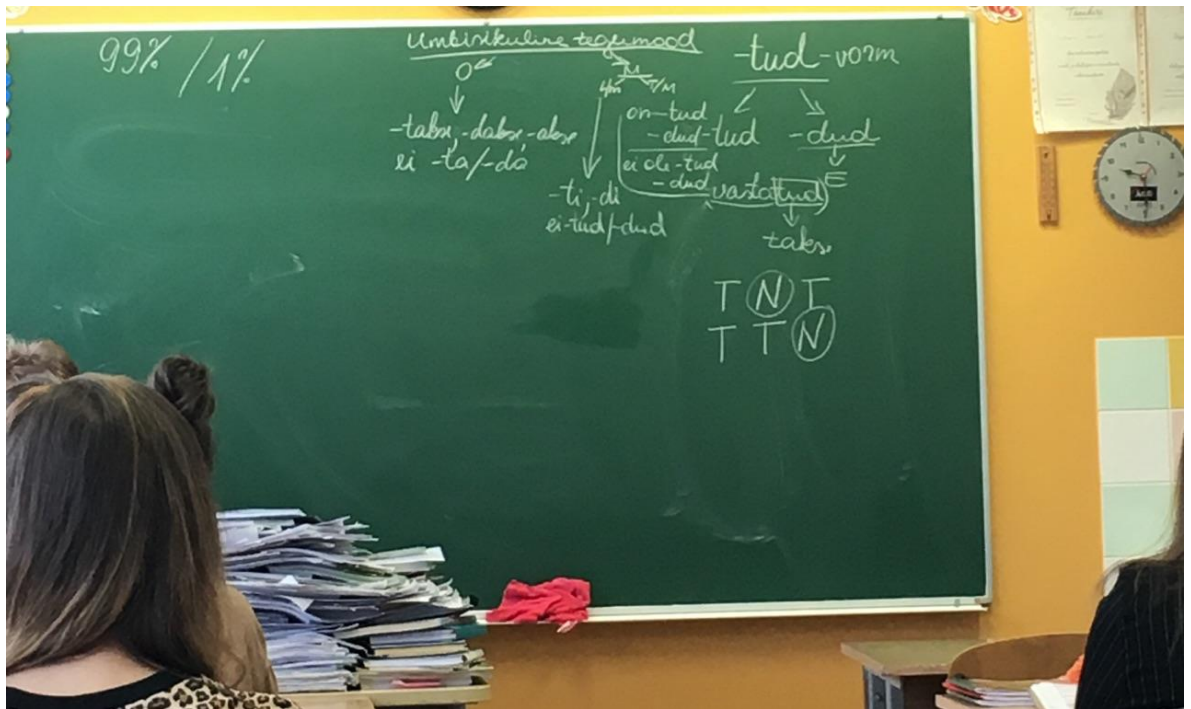 99% / 1%
Umbisikuline tegumood
O
M
-takse, -dakse, -akse
ei -ta/-da
-ti, -di
ei -tud/-dud
on -tud
-dud
ei ole -tud
-dud
-tud-vorm
-tud
-dud
E
vastatud
takse
T N T
T T N